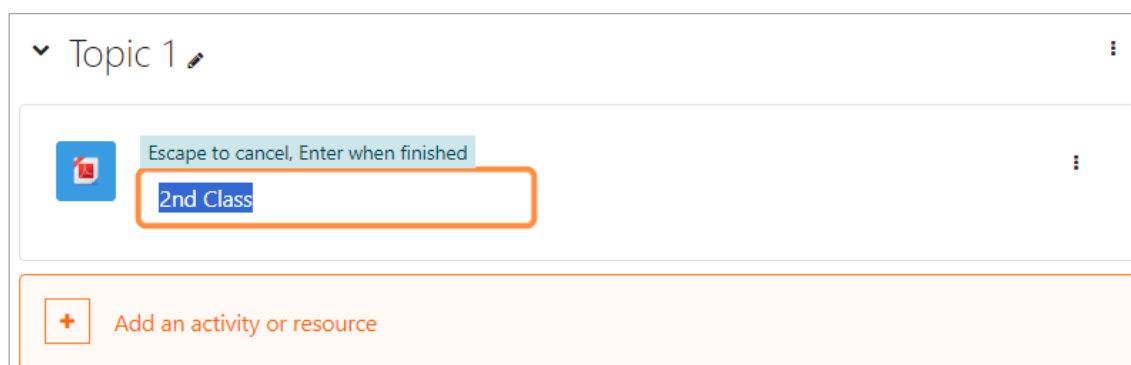 Topic 1
Escape to cancel, Enter when finished
2nd Class
Add an activity or resource